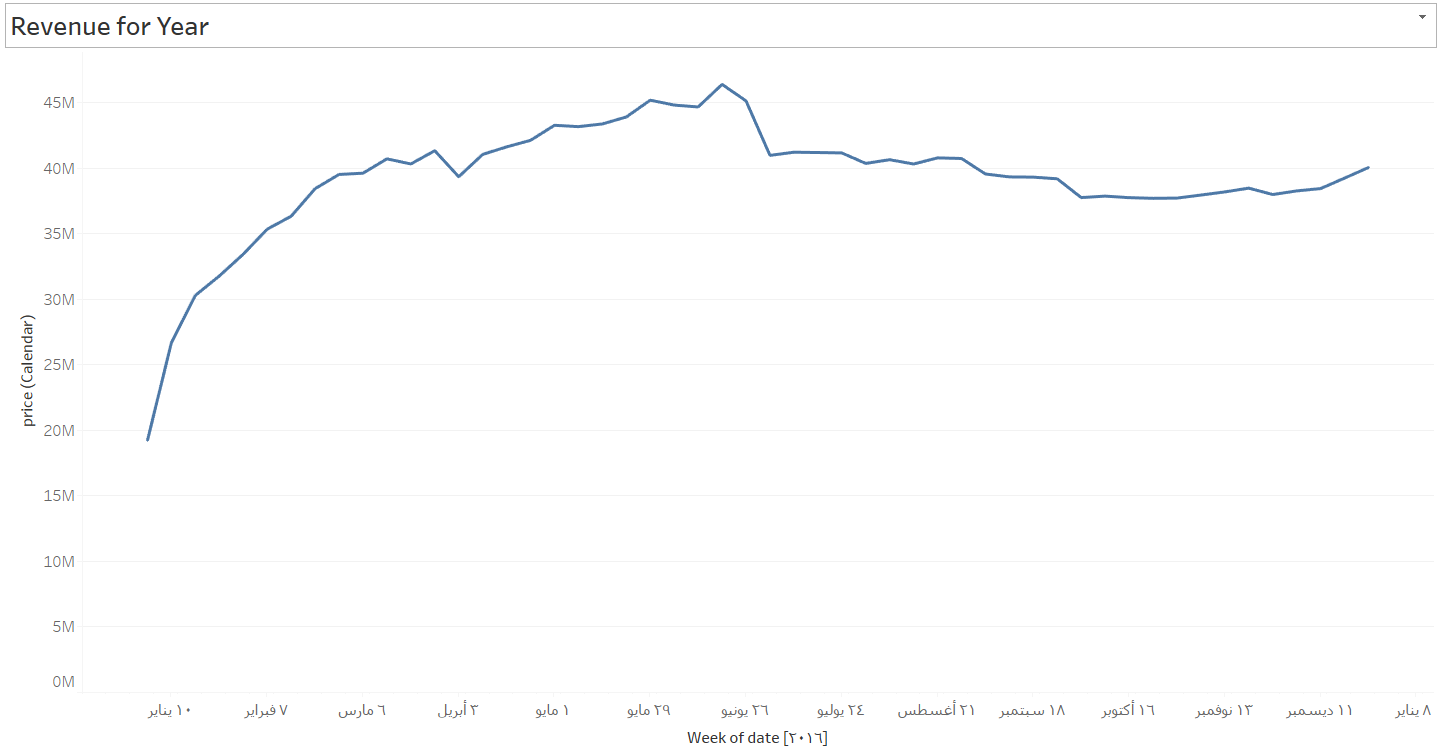 Revenue for Year
price (Calendar)
45M
40M
35M
30M
25M
20M
15M
10M
5M
0M
١٠ يناير
٧ فبراير
٦ مارس
٣ أبريل
١ مايو
٢٩ مايو
٢٦ يونيو
٢٤ يوليو
٢١ أغسطس
١٨ سبتمبر
١٦ أكتوبر
١٣ نوفمبر
١١ ديسمبر
٨ يناير
Week of date [٢٠١٦]